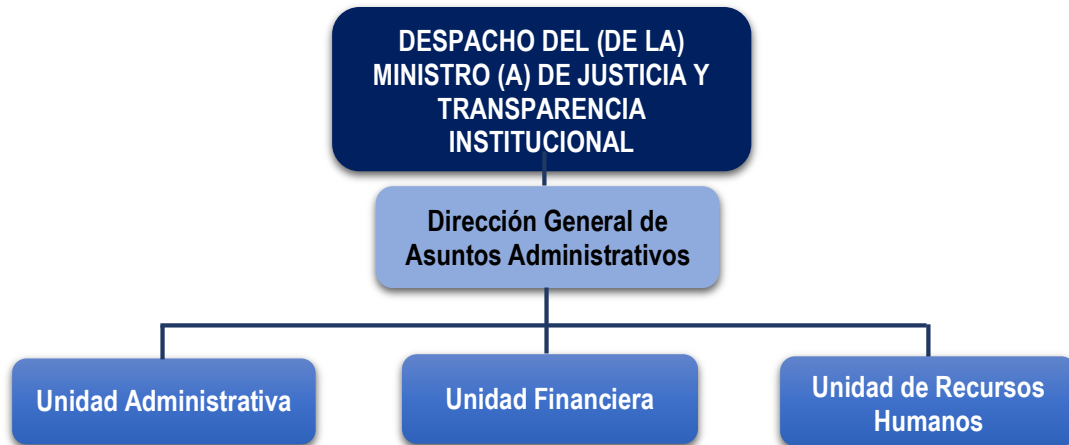 DESPACHO DEL (DE LA)
MINISTRO (A) DE JUSTICIA Y
TRANSPARENCIA
INSTITUCIONAL
Dirección General de
Asuntos Administrativos
Unidad Administrativa
Unidad Financiera
Unidad de Recursos
Humanos